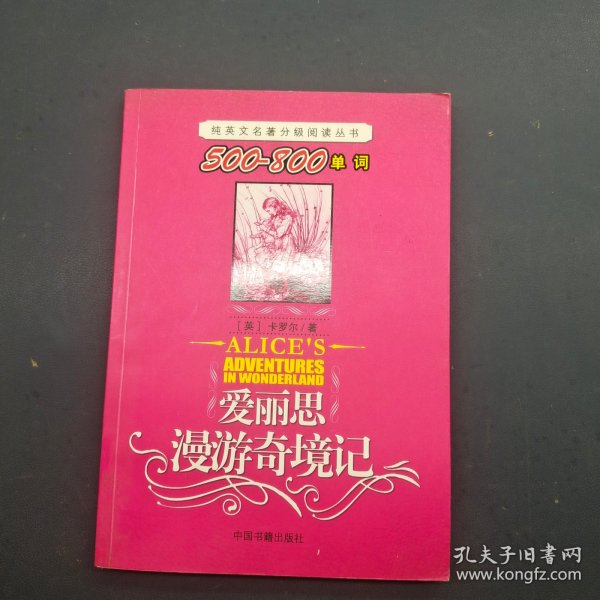 纯英文名著分级阅读丛书
500-800单词
[英] 卡罗尔/著
ALICE'S
ADVENTURES
IN WONDERLAND
爱丽思
漫游奇境记
中国书籍出版社
孔夫子旧书网
www.kongfz.com